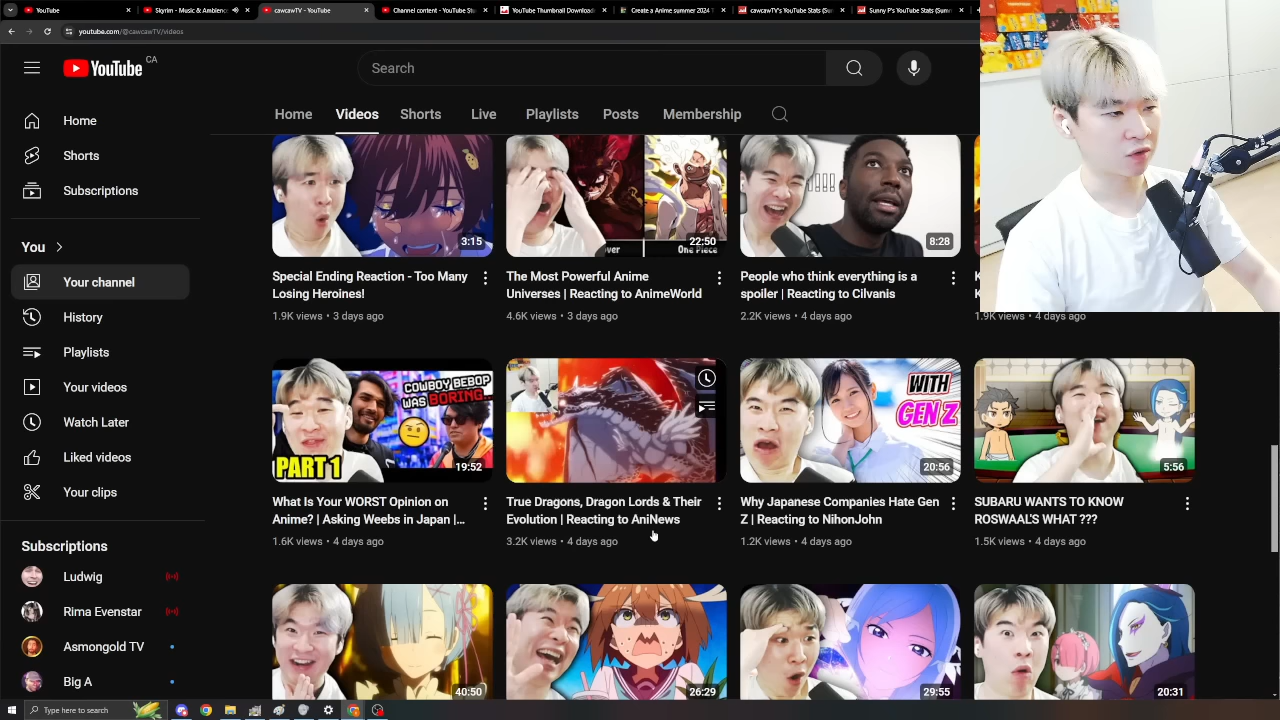 YouTube
Skyrim - Music & Ambienc
cawcawTV - YouTube
Channel content - YouTube St
YouTube Thumbnail Download
Create a Anime summer 2024
cawcawTV's YouTube Stats (Su
Sunny P's YouTube Stats (Sum
youtube.com/@cawcawTV/videos
YouTube CA
Search
Home
Videos
Shorts
Live
Playlists
Posts
Membership
Home
Shorts
Subscriptions
You
Your channel
History
Playlists
Your videos
Watch Later
Liked videos
Your clips
Subscriptions
Ludwig
Rima Evenstar
Asmongold TV
Big A
3:15
Special Ending Reaction - Too Many
Losing Heroines!
1.9K views • 3 days ago
ver
One Piece
22:50
The Most Powerful Anime
Universes | Reacting to AnimeWorld
4.6K views • 3 days ago
!!!!
8:28
People who think everything is a
spoiler | Reacting to Cilvanis
2.2K views • 4 days ago
1.9K views • 4 days ago
COWBOY BEBOP
WAS BORING...
PART 1
19:52
What Is Your WORST Opinion on
Anime? | Asking Weebs in Japan |...
1.6K views • 4 days ago
True Dragons, Dragon Lords & Their
Evolution | Reacting to AniNews
3.2K views • 4 days ago
WITH
GEN Z
20:56
Why Japanese Companies Hate Gen
Z | Reacting to NihonJohn
1.2K views • 4 days ago
5:56
SUBARU WANTS TO KNOW
ROSWAAL'S WHAT ???
1.5K views • 4 days ago
40:50
26:29
29:55
20:31
Type here to search